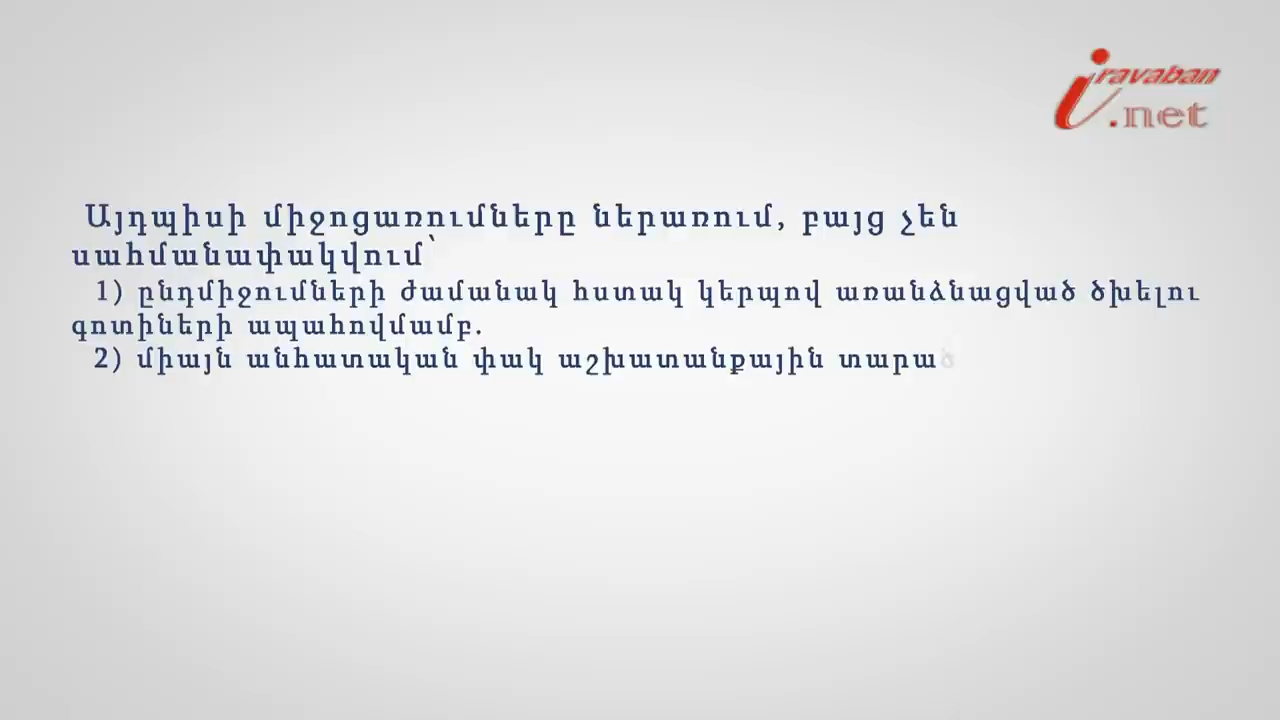 iravaban
.net
Այդպիսի միջոցառումները ներառում, բայց չեն
սահմանափակվում՝
1) ընդմիջումների ժամանակ հստակ կերպով առանձնացված ծխելու
գոտիների ապահովմամբ.
2) միայն անհատական փակ աշխատանքային տարած